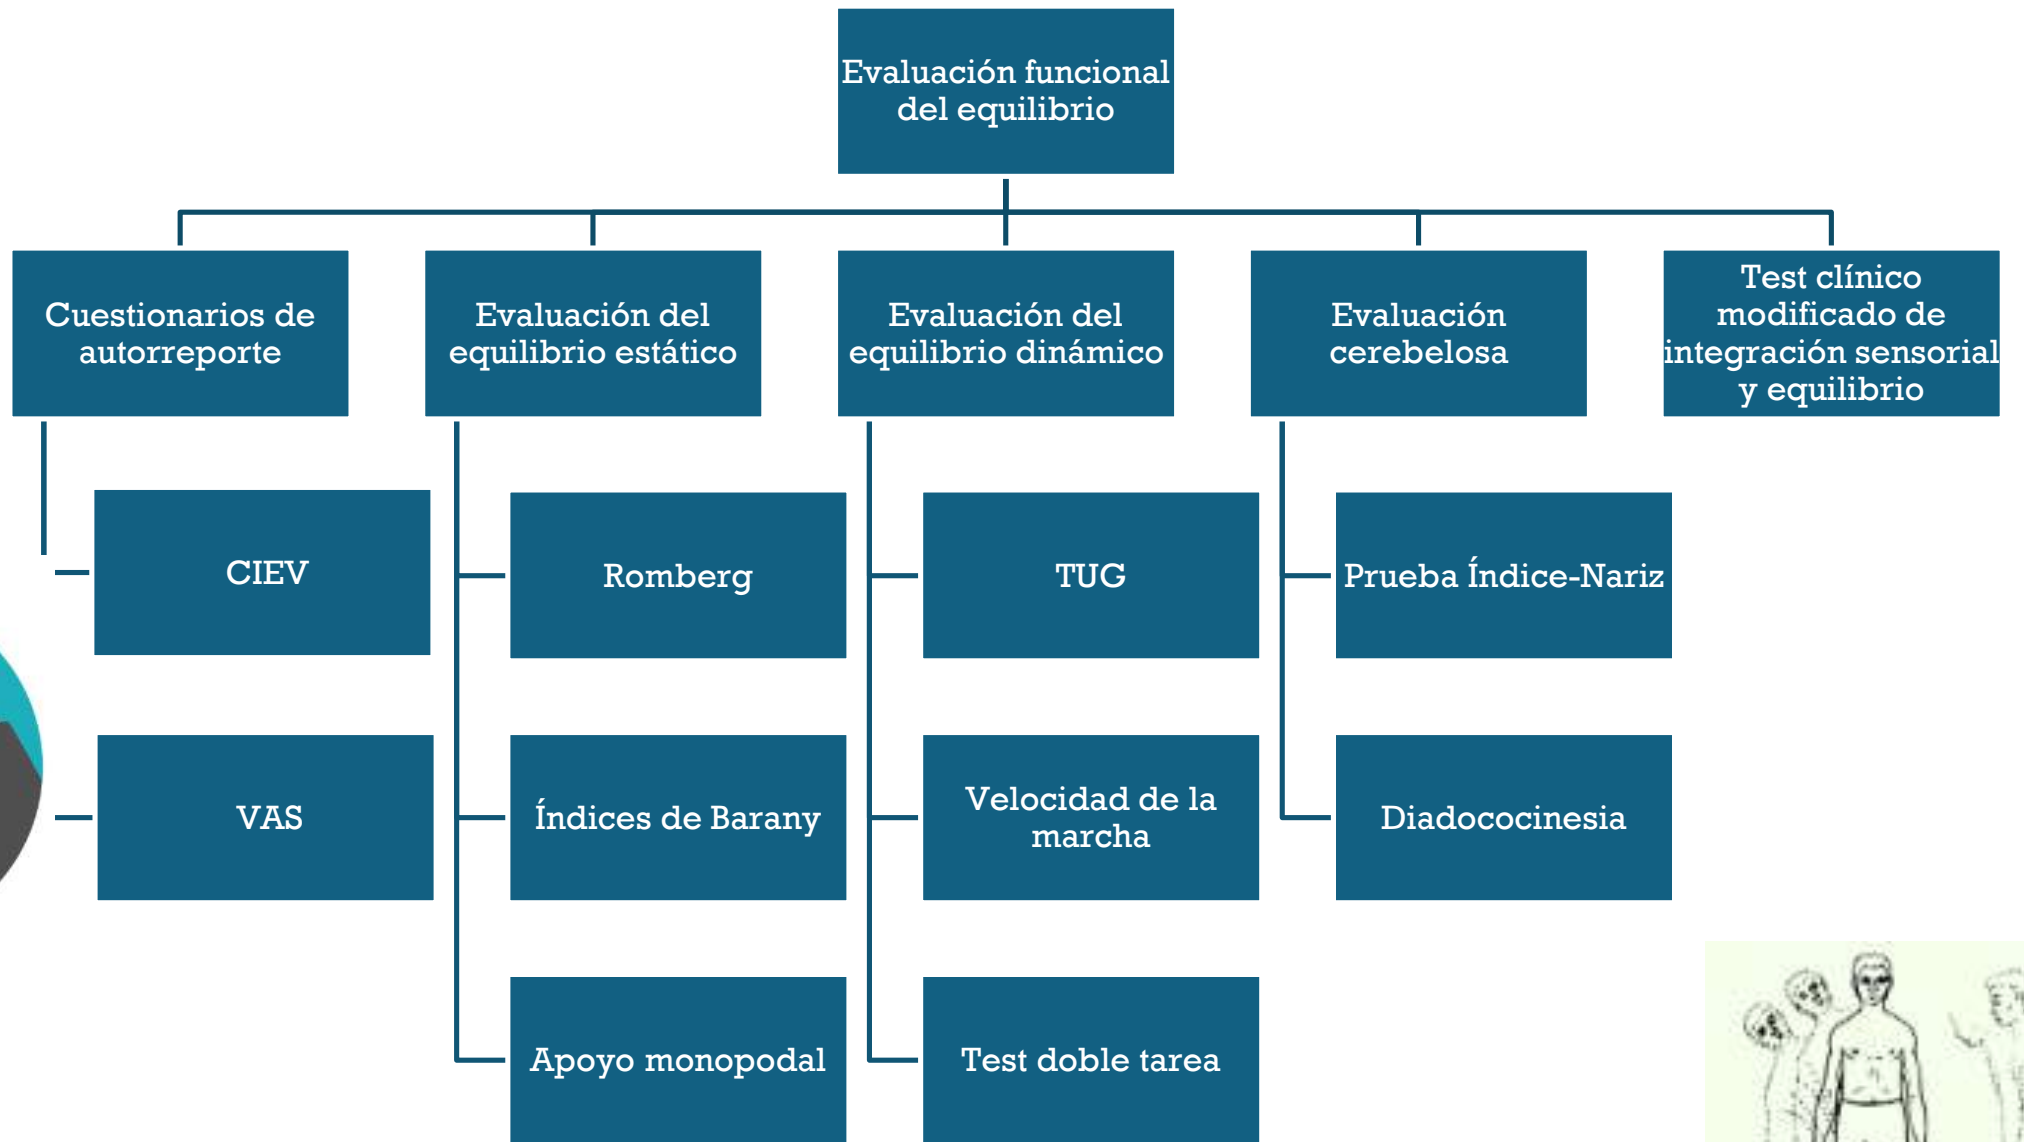 Evaluación funcional
del equilibrio
Cuestionarios de
autorreporte
Evaluación del
equilibrio estático
Evaluación del
equilibrio dinámico
Evaluación
cerebelosa
Test clínico
modificado de
integración sensorial
y equilibrio
CIEV
Romberg
TUG
Prueba Índice-Nariz
VAS
Índices de Barany
Velocidad de la
marcha
Diadococinesia
Apoyo monopodal
Test doble tarea